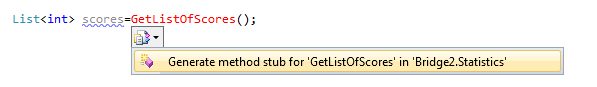 List<int> scores=GetListOfScores();
Generate method stub for 'GetListOfScores' in 'Bridge2.Statistics'